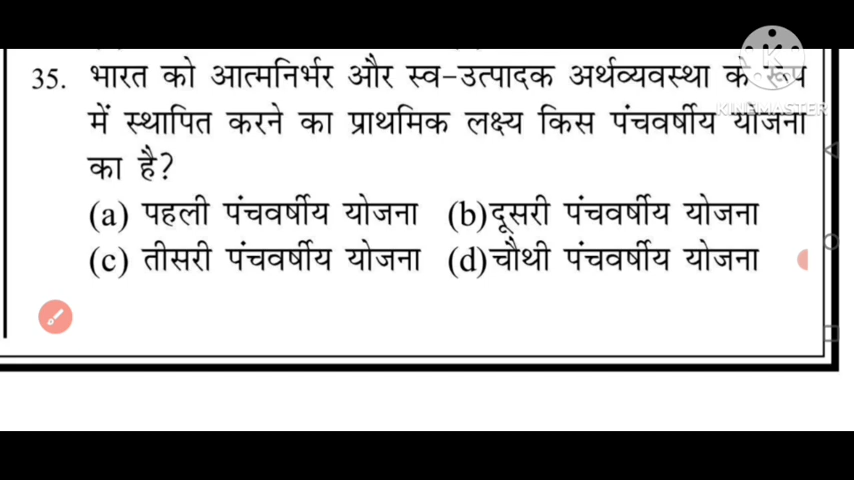 35. भारत को आत्मनिर्भर और स्व-उत्पादक अर्थव्यवस्था के रूप
KINEMASTER
में स्थापित करने का प्राथमिक लक्ष्य किस पंचवर्षीय योजना
का है?
(a) पहली पंचवर्षीय योजना (b) दूसरी पंचवर्षीय योजना
(c) तीसरी पंचवर्षीय योजना (d) चौथी पंचवर्षीय योजना